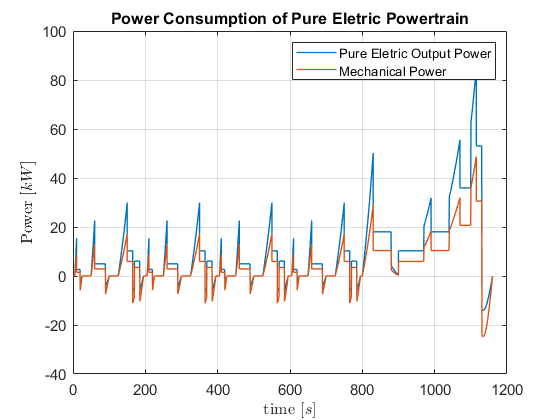 Power Consumption of Pure Eletric Powertrain
Pure Eletric Output Power
Mechanical Power
Power [kW]
100
80
60
40
20
0
-20
-40
0 200 400 600 800 1000 1200
time [s]